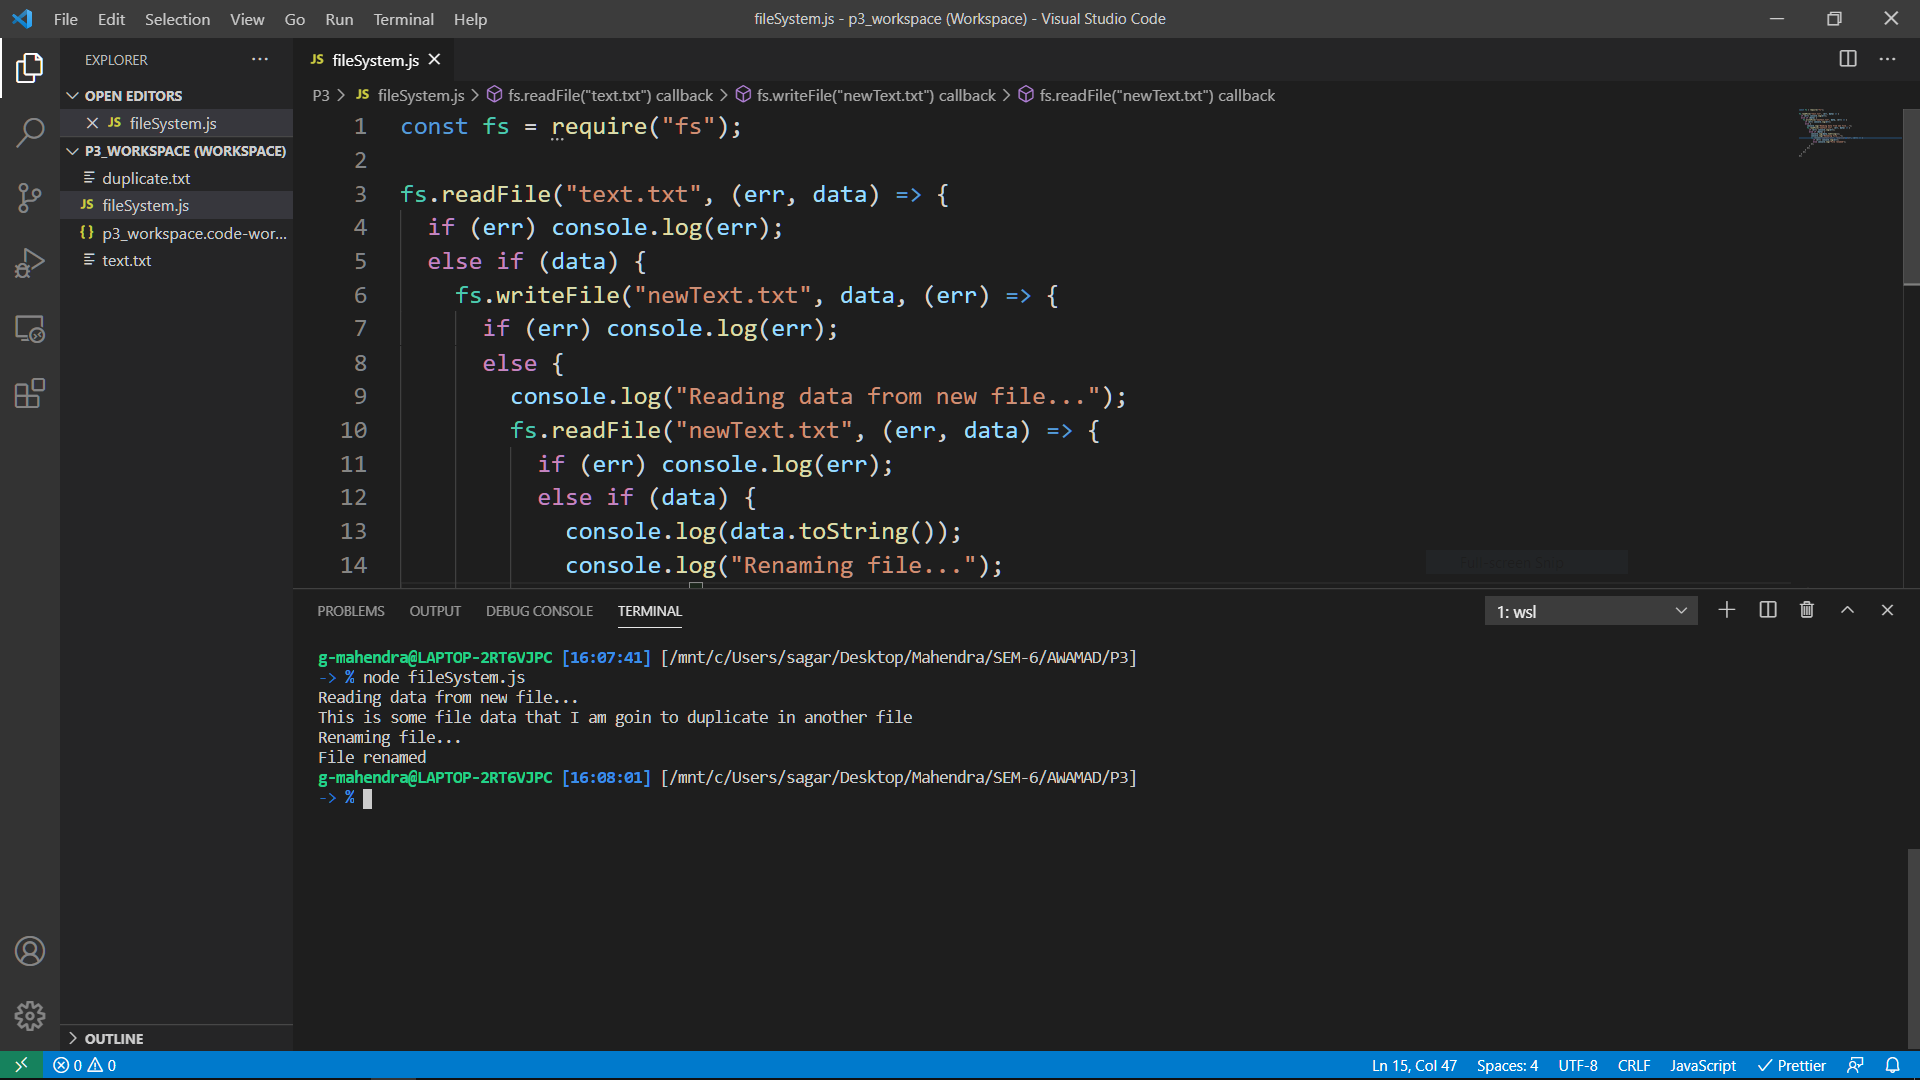 File Edit Selection View Go Run Terminal Help
fileSystem.js - p3_workspace (Workspace) - Visual Studio Code
EXPLORER
OPEN EDITORS
JS fileSystem.js
P3_WORKSPACE (WORKSPACE)
duplicate.txt
JS fileSystem.js
{} p3_workspace.code-wor...
text.txt
OUTLINE
JS fileSystem.js
P3 > JS fileSystem.js > fs.readFile("text.txt") callback > fs.writeFile("newText.txt") callback > fs.readFile("newText.txt") callback
1 const fs = require("fs");
2
3 fs.readFile("text.txt", (err, data) => {
4 if (err) console.log(err);
5 else if (data) {
6 fs.writeFile("newText.txt", data, (err) => {
7 if (err) console.log(err);
8 else {
9 console.log("Reading data from new file...");
10 fs.readFile("newText.txt", (err, data) => {
11 if (err) console.log(err);
12 else if (data) {
13 console.log(data.toString());
14 console.log("Renaming file...");
Full-screen Snip
PROBLEMS OUTPUT DEBUG CONSOLE TERMINAL
1: wsl
g-mahendra@LAPTOP-2RT6VJPC [16:07:41] [/mnt/c/Users/sagar/Desktop/Mahendra/SEM-6/AWAMAD/P3]
-> % node fileSystem.js
Reading data from new file...
This is some file data that I am goin to duplicate in another file
Renaming file...
File renamed
g-mahendra@LAPTOP-2RT6VJPC [16:08:01] [/mnt/c/Users/sagar/Desktop/Mahendra/SEM-6/AWAMAD/P3]
-> %
0 0
Ln 15, Col 47 Spaces: 4 UTF-8 CRLF JavaScript Prettier